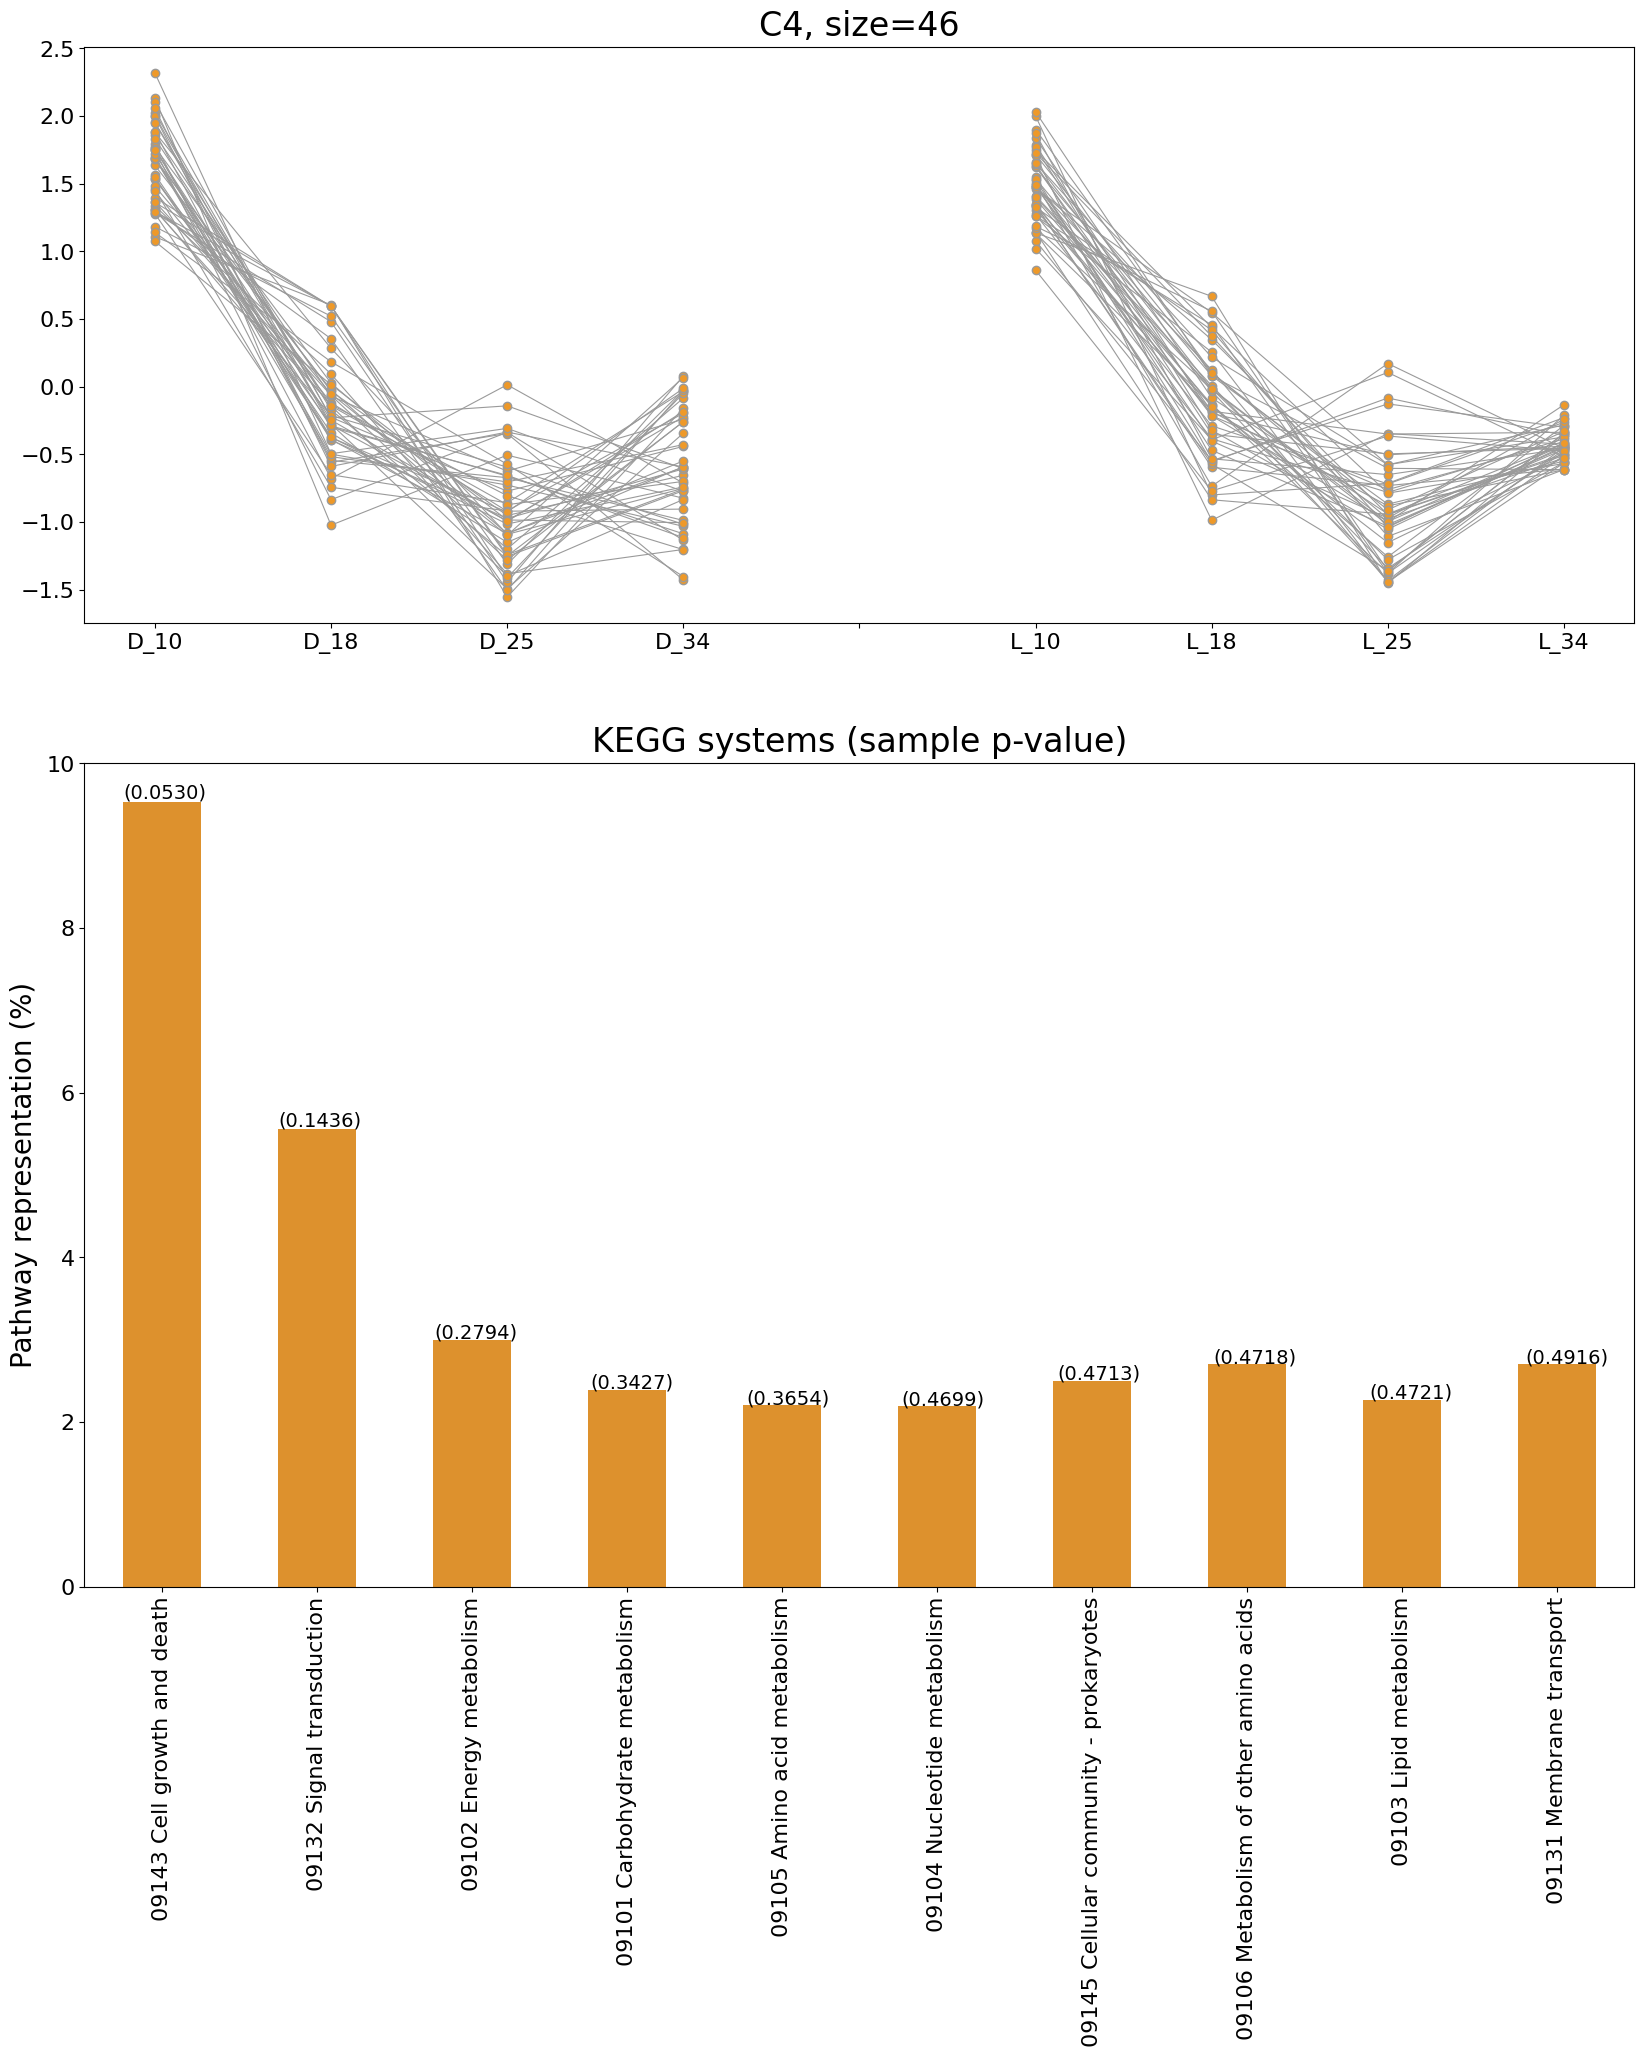 C4, size=46
2.5
2.0
1.5
1.0
0.5
0.0
−0.5
−1.0
−1.5
D_10 D_18 D_25 D_34 L_10 L_18 L_25 L_34
KEGG systems (sample p-value)
Pathway representation (%)
10
8
6
4
2
0
(0.0530)
(0.1436)
(0.2794)
(0.3427)
(0.3654)
(0.4699)
(0.4713)
(0.4718)
(0.4721)
(0.4916)
09143 Cell growth and death
09132 Signal transduction
09102 Energy metabolism
09101 Carbohydrate metabolism
09105 Amino acid metabolism
09104 Nucleotide metabolism
09145 Cellular community - prokaryotes
09106 Metabolism of other amino acids
09103 Lipid metabolism
09131 Membrane transport